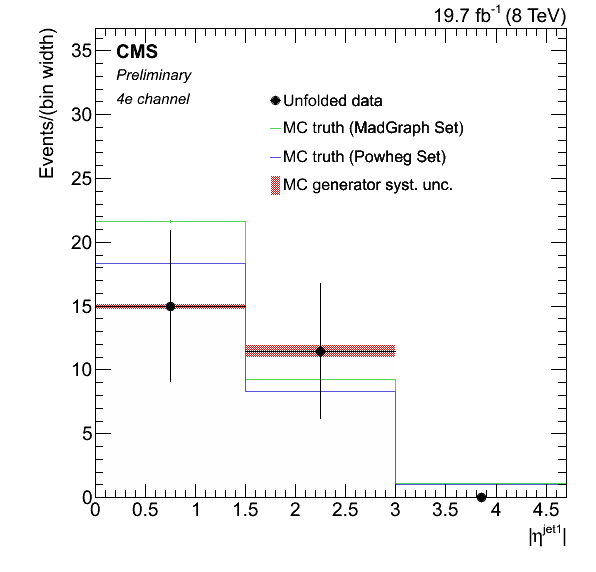 19.7 fb⁻¹ (8 TeV)
Events/(bin width)
CMS
Preliminary
4e channel
Unfolded data
MC truth (MadGraph Set)
MC truth (Powheg Set)
MC generator syst. unc.
35
30
25
20
15
10
5
0
0 0.5 1 1.5 2 2.5 3 3.5 4 4.5
|η^jet1|